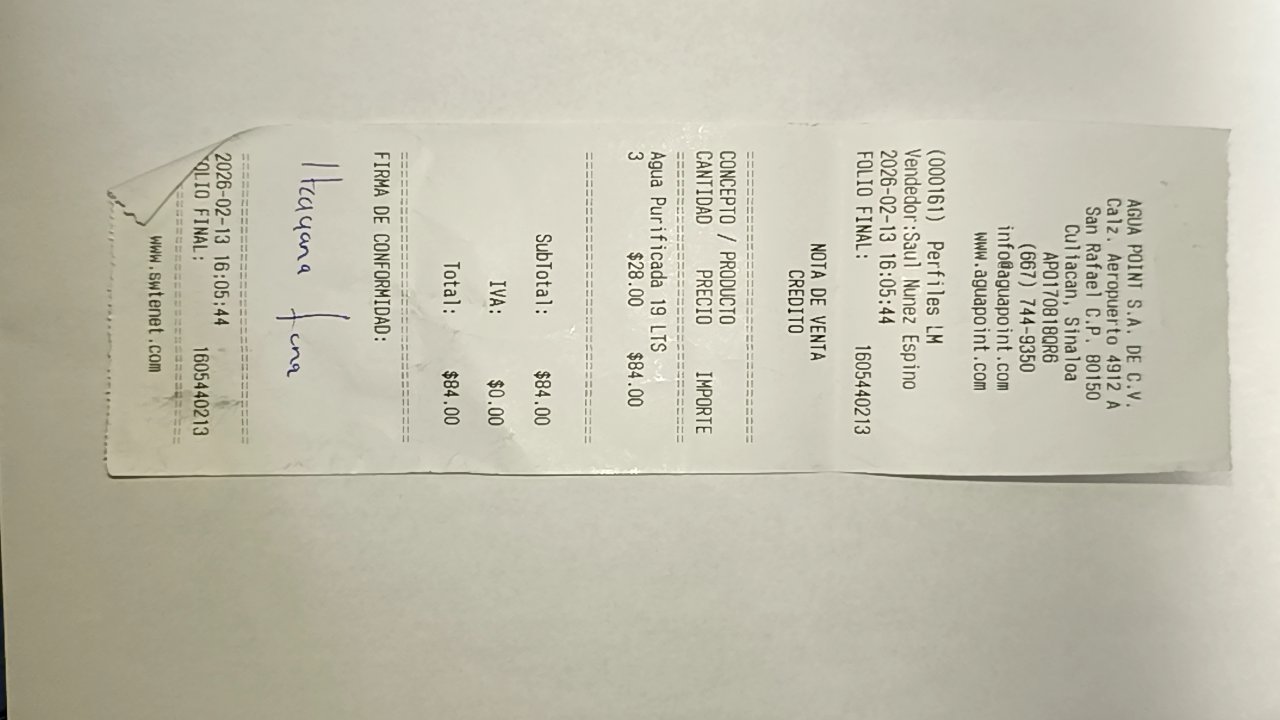 AGUA POINT S.A. DE C.V.
Calz. Aeropuerto 4912 A
San Rafael C.P. 80150
Culiacan, Sinaloa
APO170818QR6
(667) 744-9350
info@aguapoint.com
www.aguapoint.com
(000161) Perfiles LM
Vendedor:Saul Nunez Espino
2026-02-13 16:05:44
FOLIO FINAL: 1605440213
NOTA DE VENTA
CREDITO
==============================
CONCEPTO / PRODUCTO
CANTIDAD PRECIO IMPORTE
==============================
Agua Purificada 19 LTS
3 $28.00 $84.00
==============================
SubTotal: $84.00
IVA: $0.00
Total: $84.00
==============================
FIRMA DE CONFORMIDAD:
==============================
2026-02-13 16:05:44
OLIO FINAL: 1605440213
==============================
www.swtenet.com